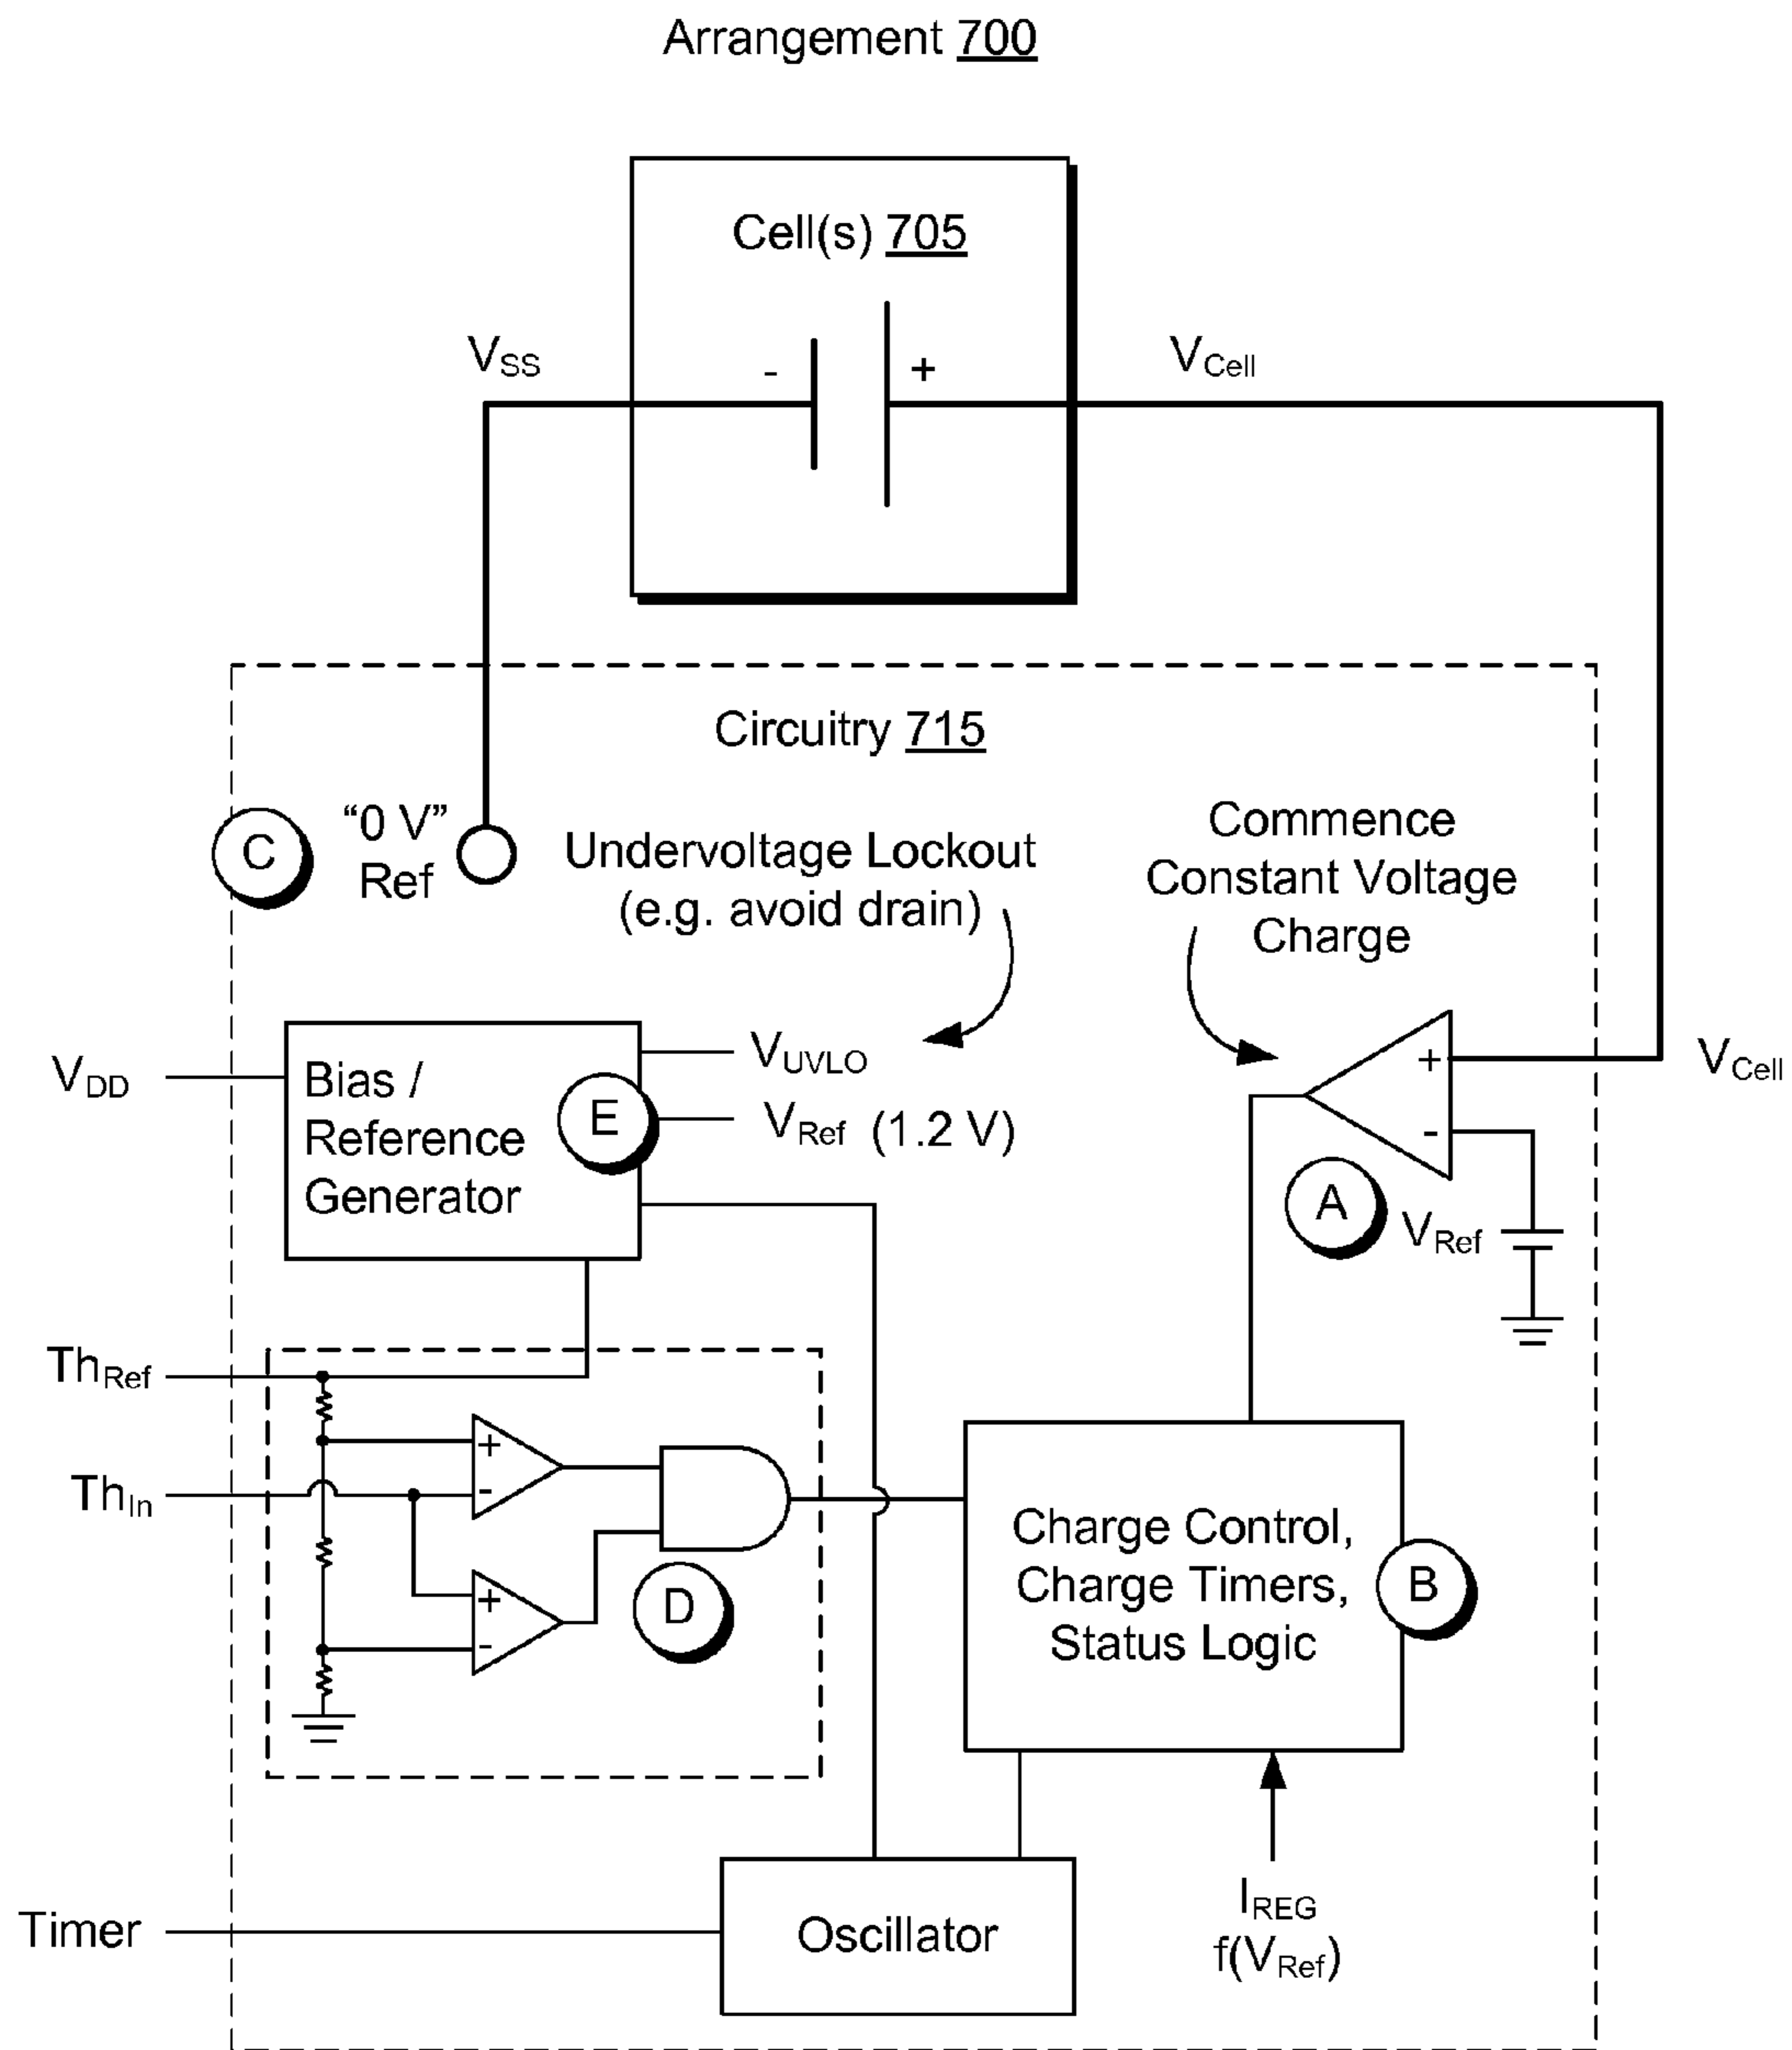 Arrangement 700
Cell(s) 705
VSS
-
+
VCell
Circuitry 715
C
“0 V”
Ref
Undervoltage Lockout
(e.g. avoid drain)
Commence
Constant Voltage
Charge
VDD
Bias /
Reference
Generator
E
VUVLO
VRef (1.2 V)
+
-
VCell
A
VRef
ThRef
ThIn
+
-
+
-
D
Charge Control,
Charge Timers,
Status Logic
B
Timer
Oscillator
IREG
f(VRef)